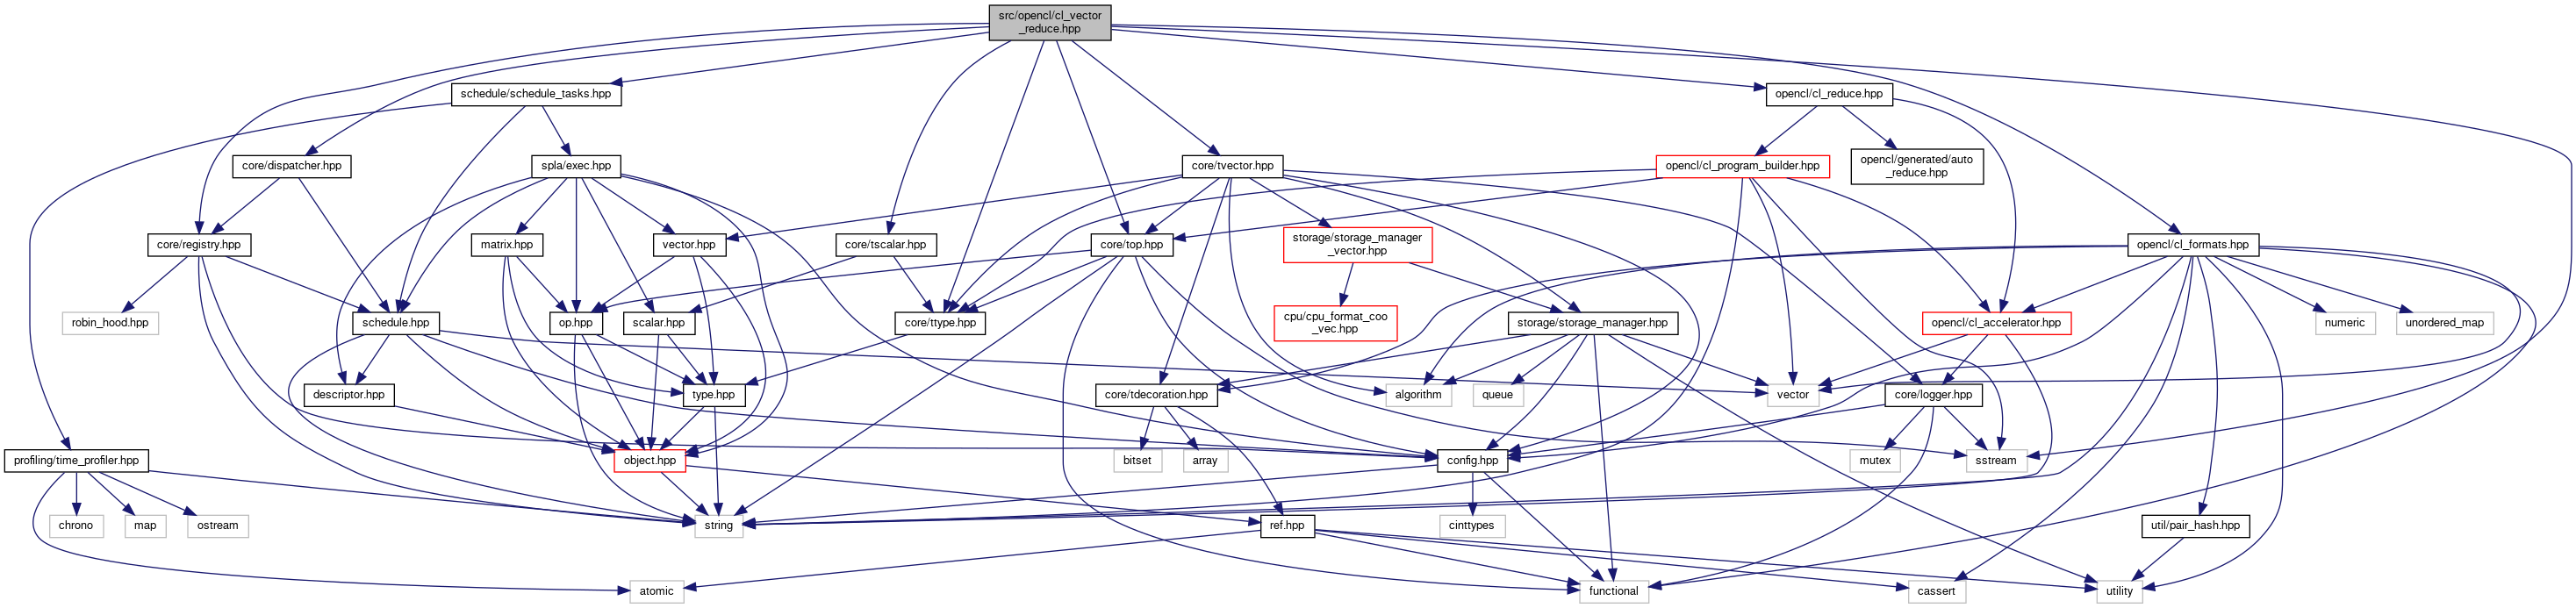 src/opencl/cl_vector
_reduce.hpp
schedule/schedule_tasks.hpp
opencl/cl_reduce.hpp
core/dispatcher.hpp
spla/exec.hpp
core/tvector.hpp
opencl/cl_program_builder.hpp
opencl/generated/auto
_reduce.hpp
core/registry.hpp
matrix.hpp
vector.hpp
core/tscalar.hpp
core/top.hpp
storage/storage_manager
_vector.hpp
opencl/cl_formats.hpp
robin_hood.hpp
schedule.hpp
op.hpp
scalar.hpp
core/ttype.hpp
cpu/cpu_format_coo
_vec.hpp
storage/storage_manager.hpp
opencl/cl_accelerator.hpp
numeric
unordered_map
descriptor.hpp
type.hpp
core/tdecoration.hpp
algorithm
queue
vector
core/logger.hpp
profiling/time_profiler.hpp
object.hpp
bitset
array
config.hpp
mutex
sstream
chrono
map
ostream
string
ref.hpp
cinttypes
util/pair_hash.hpp
atomic
functional
cassert
utility